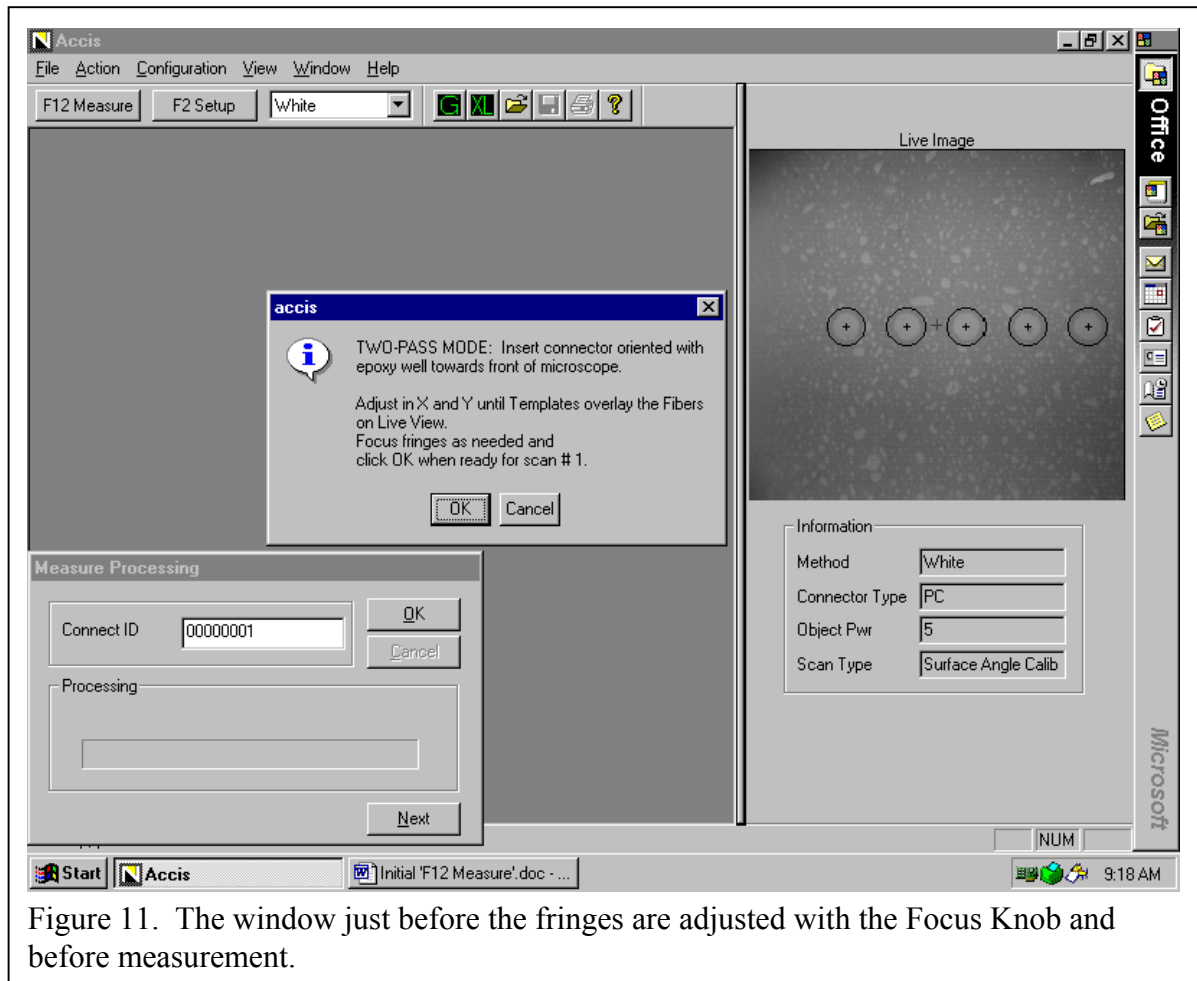 Accis
File Action Configuration View Window Help
F12 Measure F2 Setup White G XL ?
Office
Live Image
accis
TWO-PASS MODE: Insert connector oriented with
epoxy well towards front of microscope.
Adjust in X and Y until Templates overlay the Fibers
on Live View.
Focus fringes as needed and
click OK when ready for scan # 1.
OK Cancel
Information
Method White
Connector Type PC
Object Pwr 5
Scan Type Surface Angle Calib
Measure Processing
Connect ID 00000001
OK
Cancel
Processing
Next
Microsoft
NUM
Start Accis Initial 'F12 Measure'.doc - ... 9:18 AM
Figure 11. The window just before the fringes are adjusted with the Focus Knob and
before measurement.